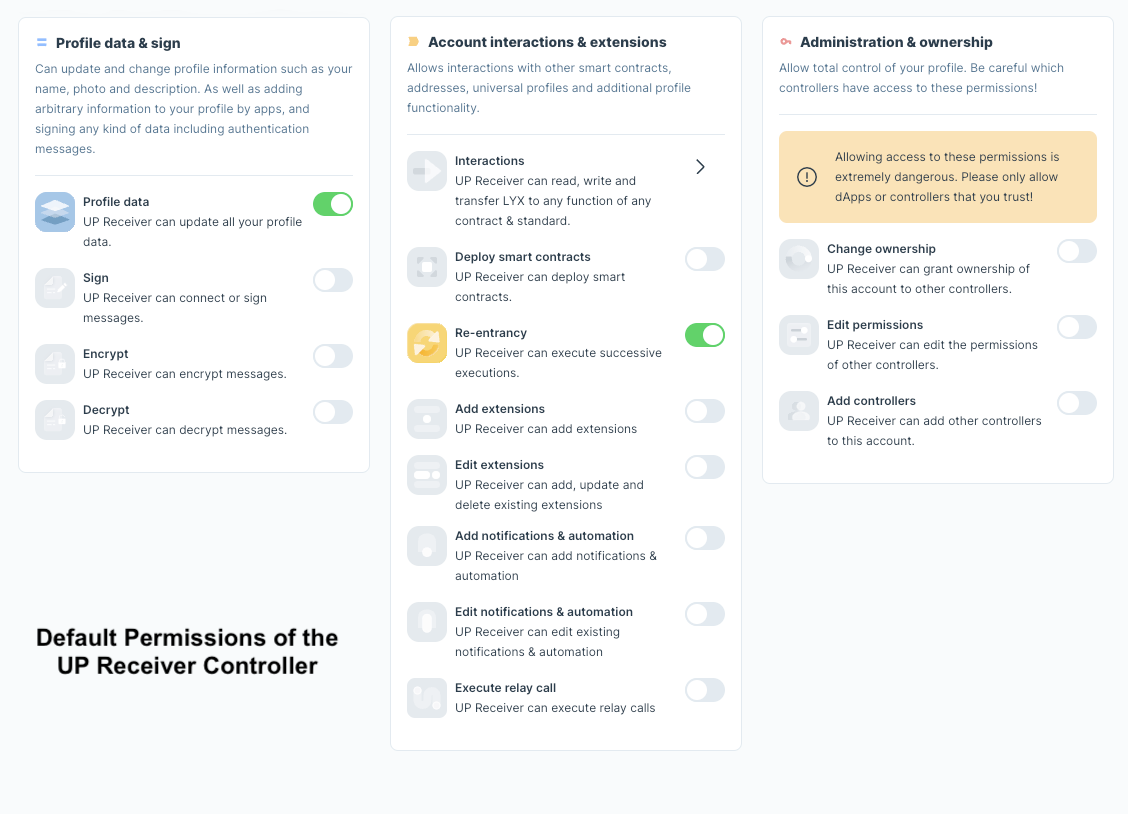 Profile data & sign
Can update and change profile information such as your
name, photo and description. As well as adding
arbitrary information to your profile by apps, and
signing any kind of data including authentication
messages.
Profile data
UP Receiver can update all your profile
data.
Sign
UP Receiver can connect or sign
messages.
Encrypt
UP Receiver can encrypt messages.
Decrypt
UP Receiver can decrypt messages.
Default Permissions of the
UP Receiver Controller
Account interactions & extensions
Allows interactions with other smart contracts,
addresses, universal profiles and additional profile
functionality.
Interactions
UP Receiver can read, write and
transfer LYX to any function of any
contract & standard.
Deploy smart contracts
UP Receiver can deploy smart
contracts.
Re-entrancy
UP Receiver can execute successive
executions.
Add extensions
UP Receiver can add extensions
Edit extensions
UP Receiver can add, update and
delete existing extensions
Add notifications & automation
UP Receiver can add notifications &
automation
Edit notifications & automation
UP Receiver can edit existing
notifications & automation
Execute relay call
UP Receiver can execute relay calls
Administration & ownership
Allow total control of your profile. Be careful which
controllers have access to these permissions!
Allowing access to these permissions is
extremely dangerous. Please only allow
dApps or controllers that you trust!
Change ownership
UP Receiver can grant ownership of
this account to other controllers.
Edit permissions
UP Receiver can edit the permissions
of other controllers.
Add controllers
UP Receiver can add other controllers
to this account.